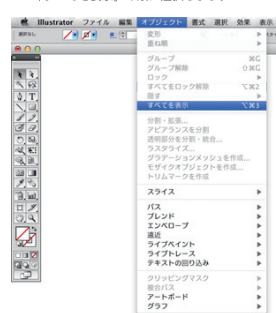 Illustrator ファイル 編集 オブジェクト 書式 選択 効果 表示
選択なし
変形
重ね順
グループ ⌘G
グループ解除 ⇧⌘G
ロック
すべてをロック解除 ⌥⌘2
隠す
すべてを表示 ⌥⌘3
分割・拡張...
アピアランスを分割
透明部分を分割・統合...
ラスタライズ...
グラデーションメッシュを作成...
モザイクオブジェクトを作成...
トリムマークを作成
スライス
パス
ブレンド
エンベロープ
遠近
ライブペイント
ライブトレース
テキストの回り込み
クリッピングマスク
複合パス
アートボード
グラフ